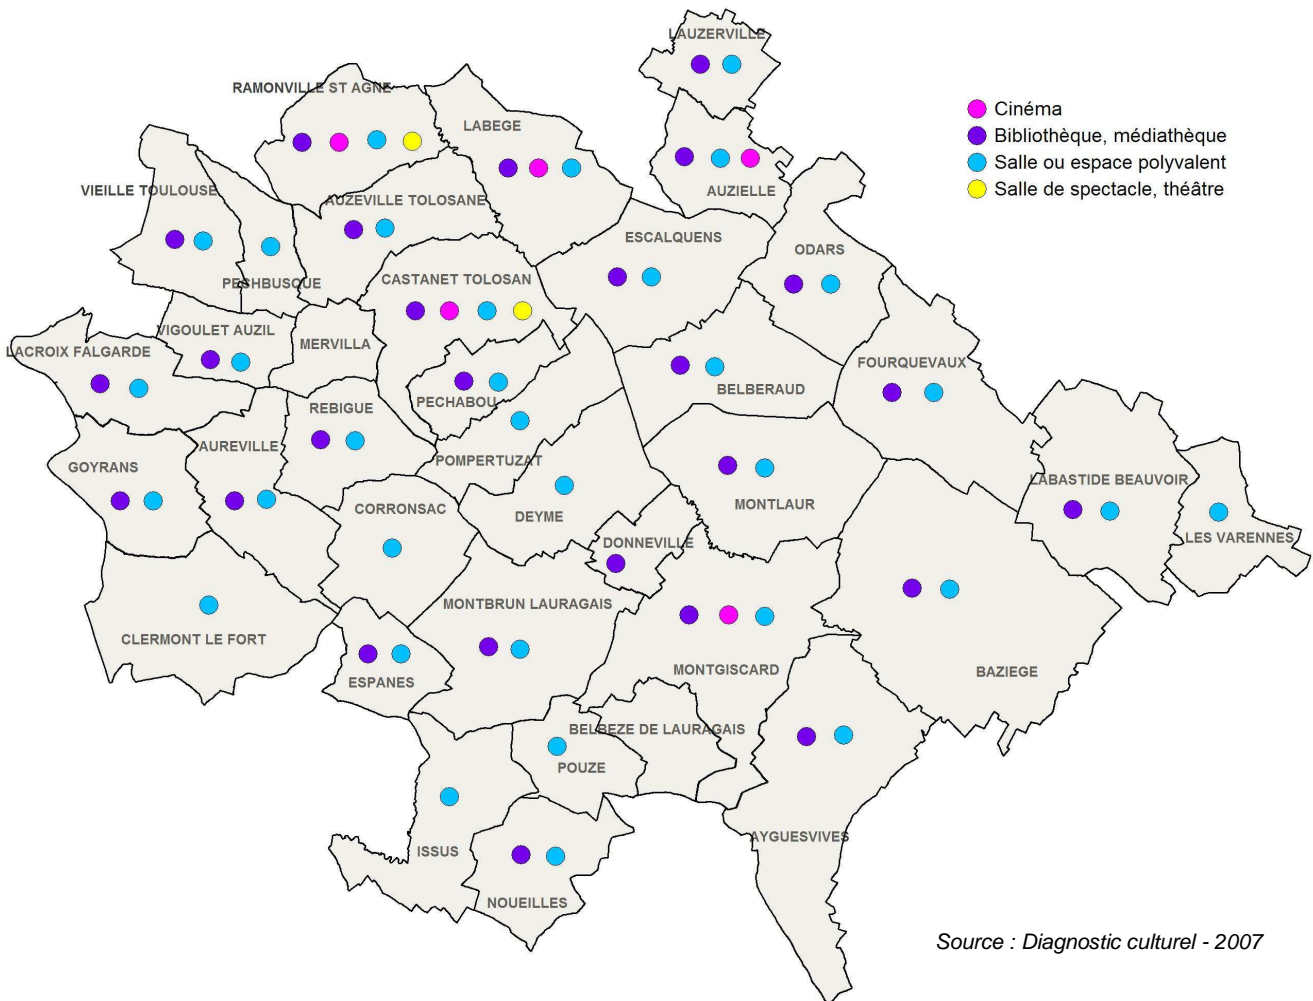 LAUZERVILLE
RAMONVILLE ST AGNE
LABEGE
Cinéma
Bibliothèque, médiathèque
Salle ou espace polyvalent
Salle de spectacle, théâtre
VIEILLE TOULOUSE
AUZEVILLE TOLOSANE
AUZIELLE
ESCALQUENS
ODARS
PESHBUSQUE
CASTANET TOLOSAN
VIGOULET AUZIL
MERVILLA
LACROIX FALGARDE
FOURQUEVAUX
BELBERAUD
PECHABOU
REBIGUE
AUREVILLE
GOYRANS
POMPERTUZAT
LABASTIDE BEAUVOIR
CORRONSAC
DEYME
MONTLAUR
LES VARENNES
DONNEVILLE
MONTBRUN LAURAGAIS
CLERMONT LE FORT
MONTGISCARD
BAZIEGE
ESPANES
BELBEZE DE LAURAGAIS
POUZE
AYGUESVIVES
ISSUS
NOUEILLES
Source : Diagnostic culturel - 2007